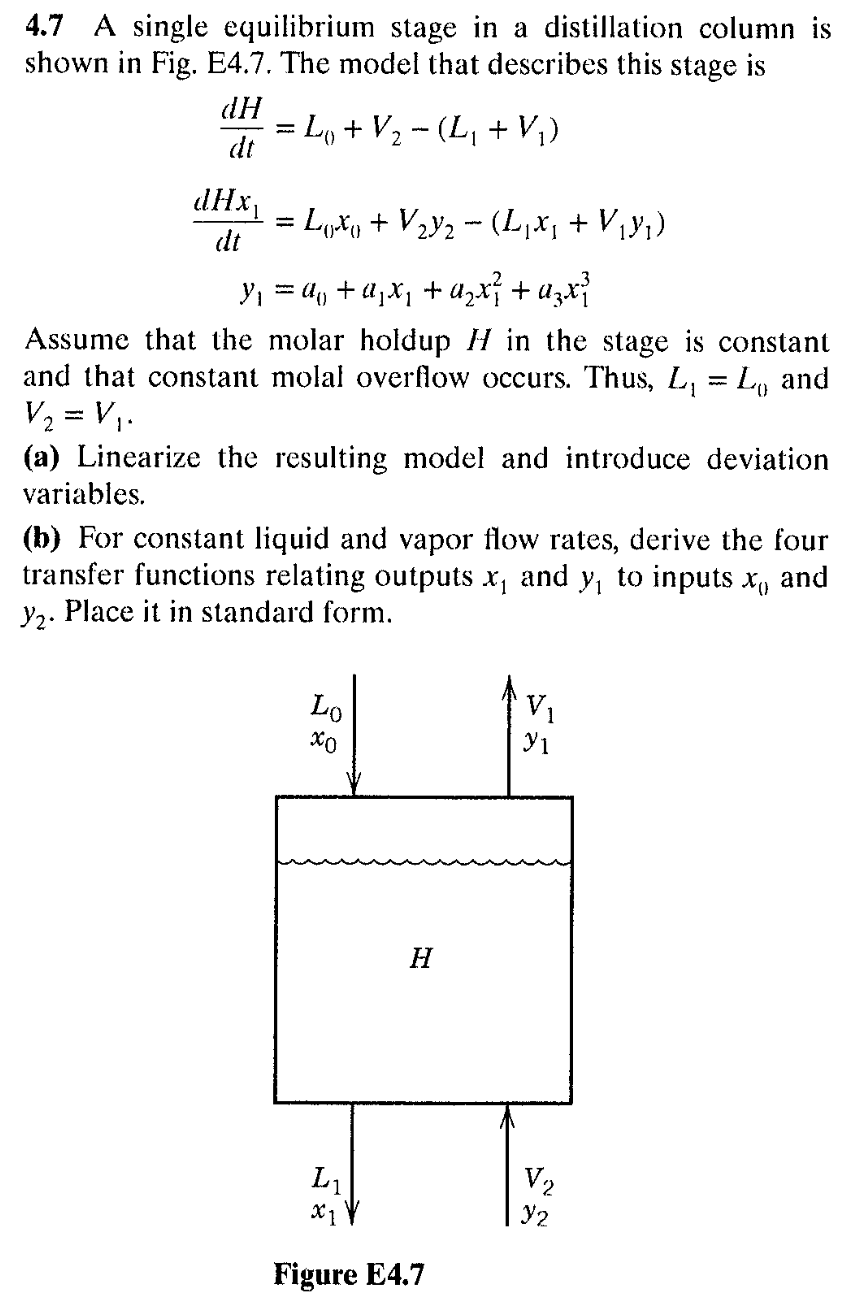 4.7 A single equilibrium stage in a distillation column is
shown in Fig. E4.7. The model that describes this stage is
dH/dt = L₀ + V₂ − (L₁ + V₁)
dHx₁/dt = L₀x₀ + V₂y₂ − (L₁x₁ + V₁y₁)
y₁ = a₀ + a₁x₁ + a₂x₁² + a₃x₁³
Assume that the molar holdup H in the stage is constant
and that constant molal overflow occurs. Thus, L₁ = L₀ and
V₂ = V₁.
(a) Linearize the resulting model and introduce deviation
variables.
(b) For constant liquid and vapor flow rates, derive the four
transfer functions relating outputs x₁ and y₁ to inputs x₀ and
y₂. Place it in standard form.
L₀
x₀
V₁
y₁
H
L₁
x₁
V₂
y₂
Figure E4.7